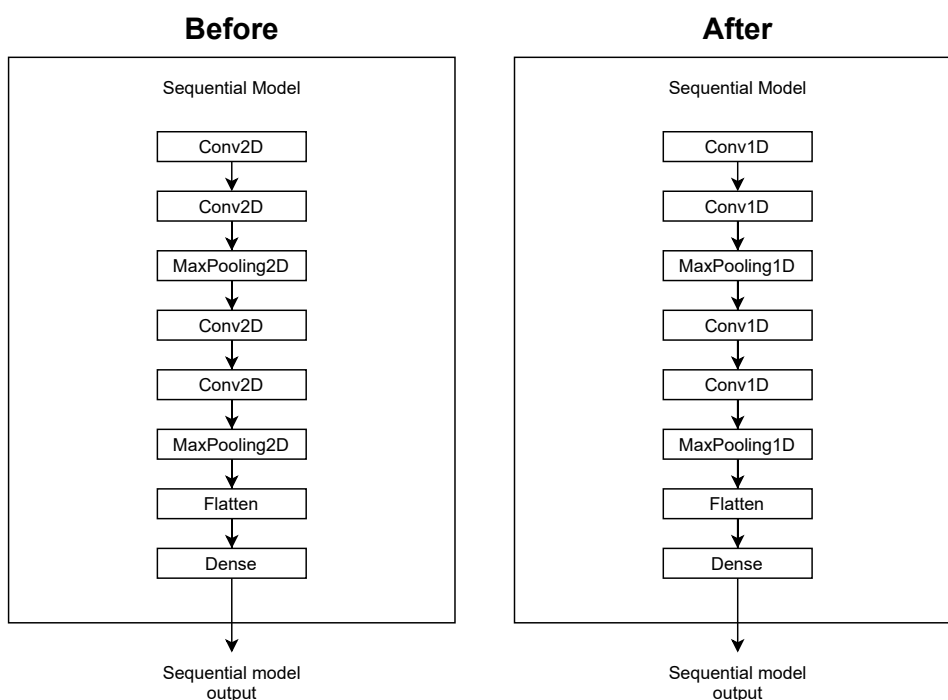 Before
Sequential Model
Conv2D
Conv2D
MaxPooling2D
Conv2D
Conv2D
MaxPooling2D
Flatten
Dense
Sequential model
output
After
Sequential Model
Conv1D
Conv1D
MaxPooling1D
Conv1D
Conv1D
MaxPooling1D
Flatten
Dense
Sequential model
output